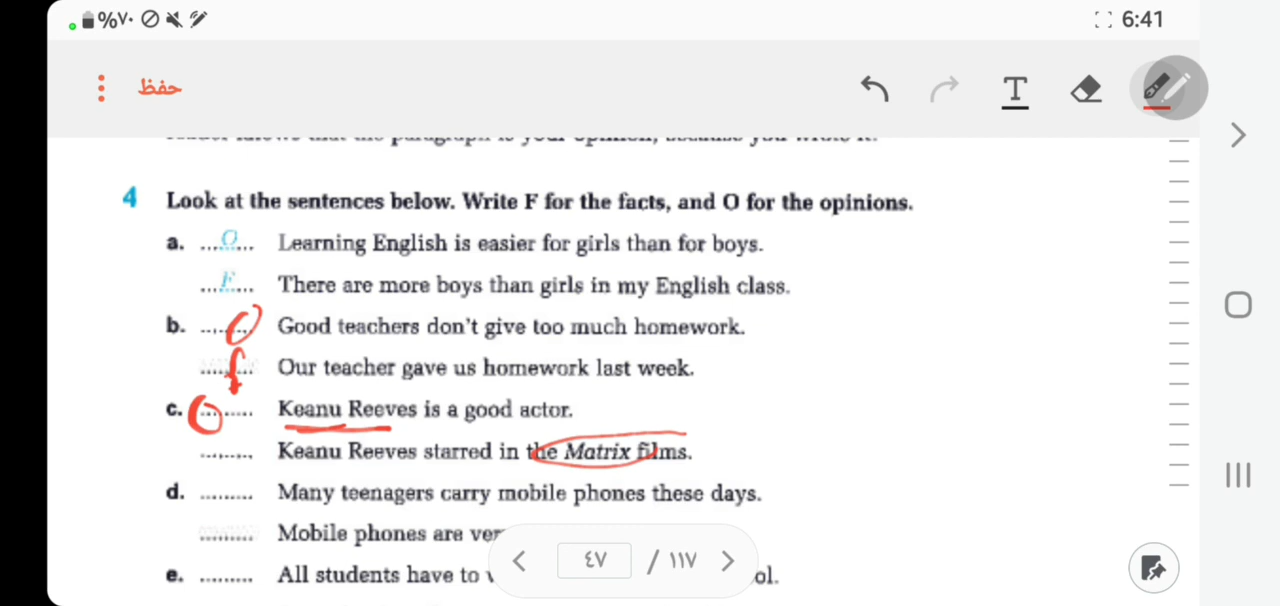 %٧٠ 6:41
حفظ T
4 Look at the sentences below. Write F for the facts, and O for the opinions.
a. ...O... Learning English is easier for girls than for boys.
...F... There are more boys than girls in my English class.
b. ...O... Good teachers don't give too much homework.
...f... Our teacher gave us homework last week.
c. O ......... Keanu Reeves is a good actor.
......... Keanu Reeves starred in the Matrix films.
d. ......... Many teenagers carry mobile phones these days.
......... Mobile phones are
٤٧ / ١١٧
e. ......... All students have to